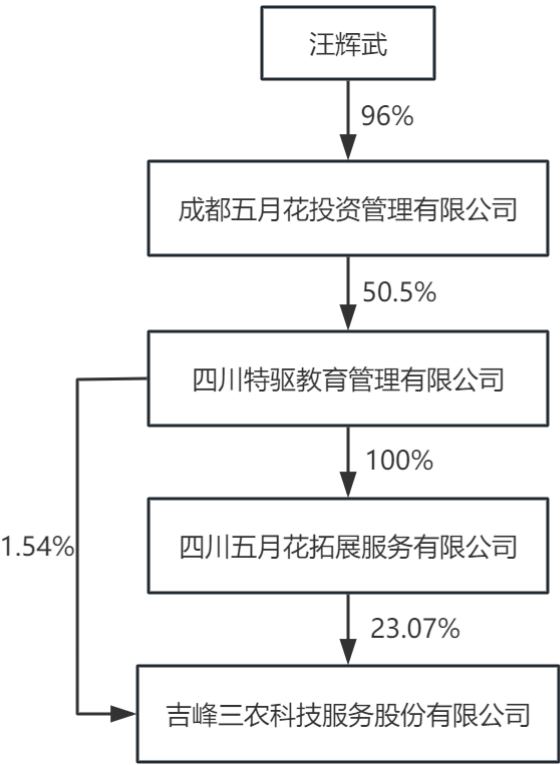 汪辉武
96%
成都五月花投资管理有限公司
50.5%
四川特驱教育管理有限公司
100%
1.54%
四川五月花拓展服务有限公司
23.07%
吉峰三农科技服务股份有限公司